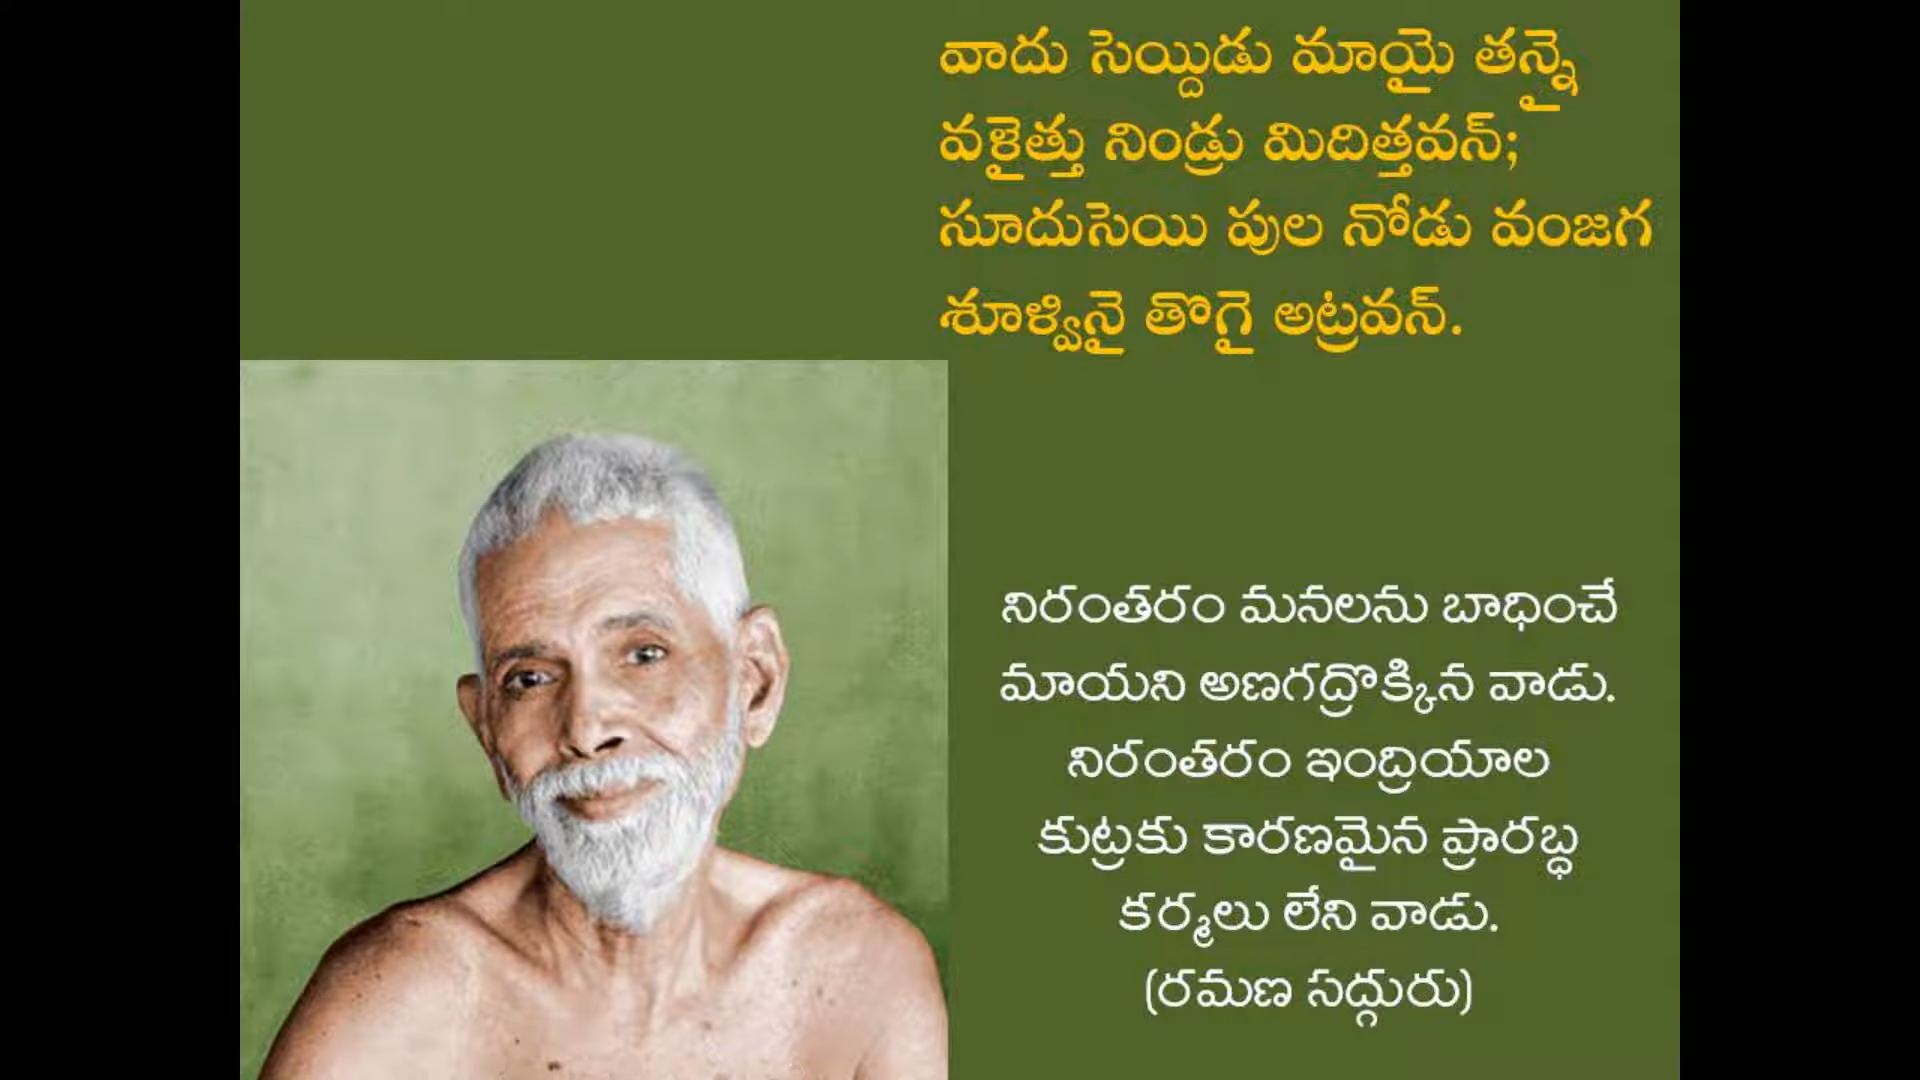 వాదు సెయ్దిడు మాయై తన్నై
వళైత్తు నిండ్రు మిదిత్తవన్;
సూదుసెయి పుల నోడు వంజగ
శూళ్వినై తొగై అట్రవన్.
నిరంతరం మనలను బాధించే
మాయని అణగద్రొక్కిన వాడు.
నిరంతరం ఇంద్రియాల
కుట్రకు కారణమైన ప్రారబ్ధ
కర్మలు లేని వాడు.
(రమణ సద్గురు)